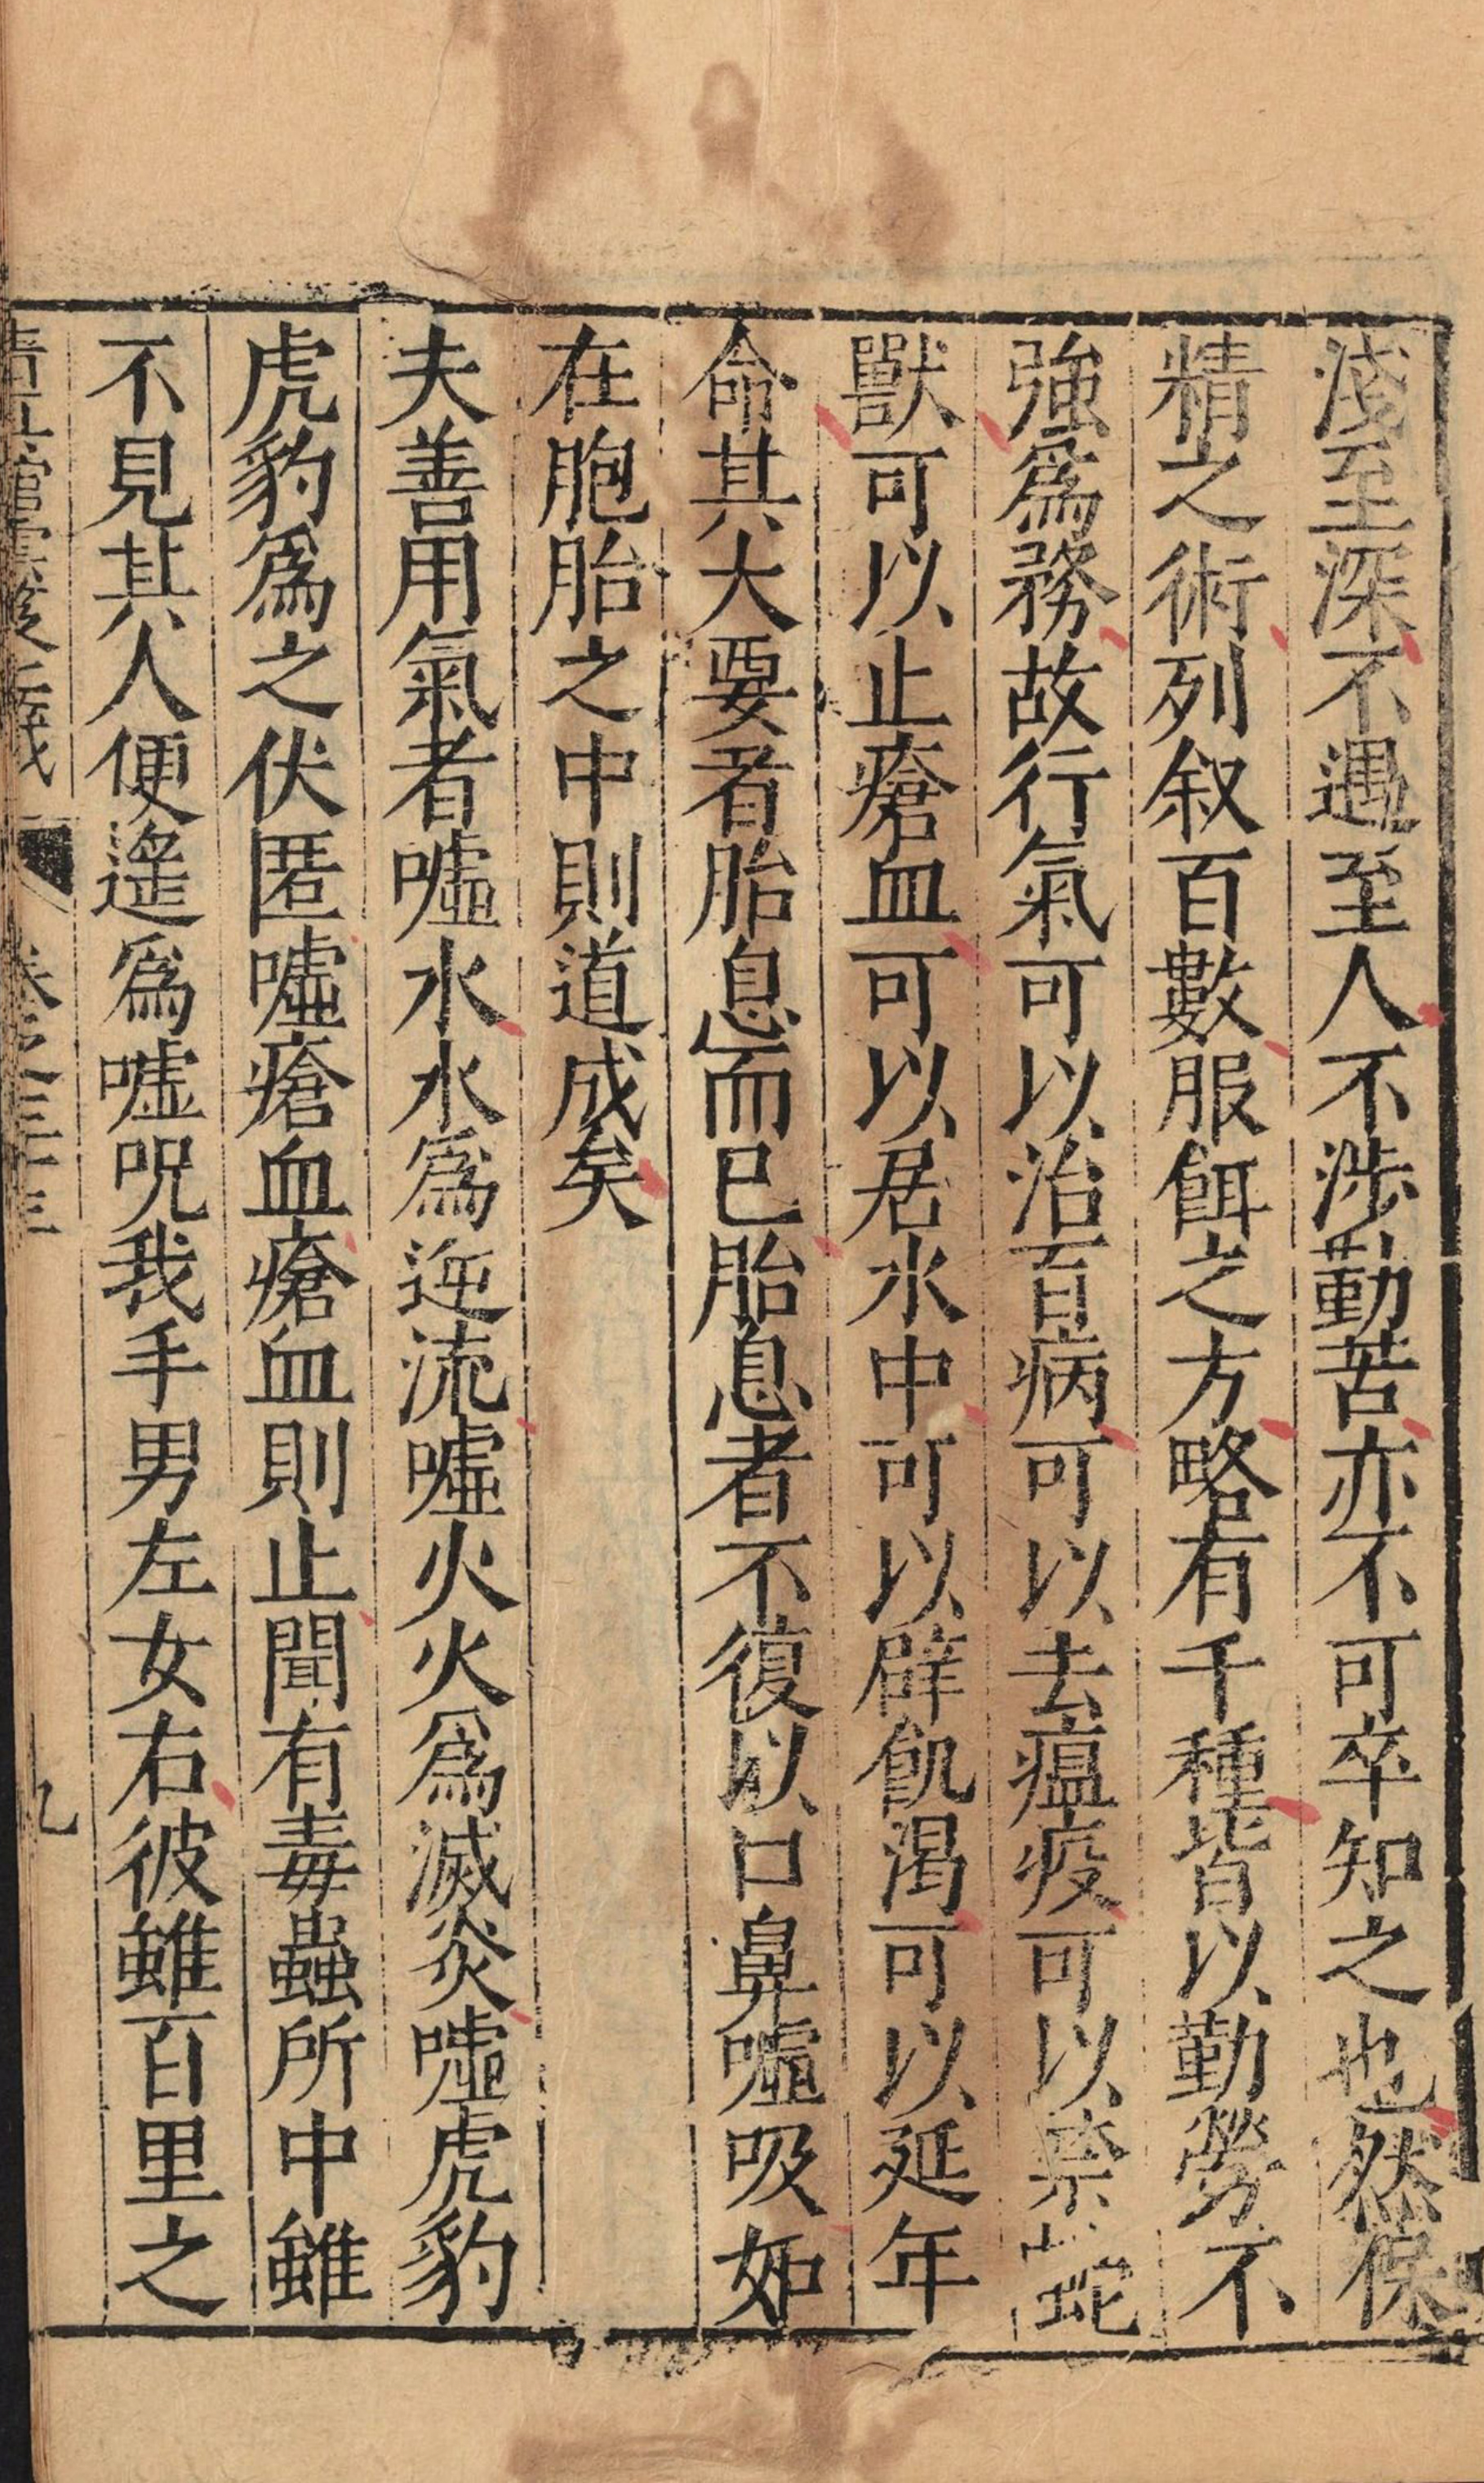 淺至深不遇至人不涉勤苦亦不可卒知之也然保
精之術列叙百數服餌之方略有千種皆以勤勞不
強爲務故行氣可以治百病可以去瘟疫可以禁蛇
獸可以止瘡血可以居水中可以辟飢渴可以延年
命其大要者胎息而已胎息者不復以口鼻噓吸如
在胞胎之中則道成矣
夫善用氣者噓水水爲逆流噓火火爲滅炎噓虎豹
虎豹爲之伏匿噓瘡血瘡血則止聞有毒蟲所中雖
不見其人便遙爲噓呪我手男左女右彼雖百里之
卷之三十三
九